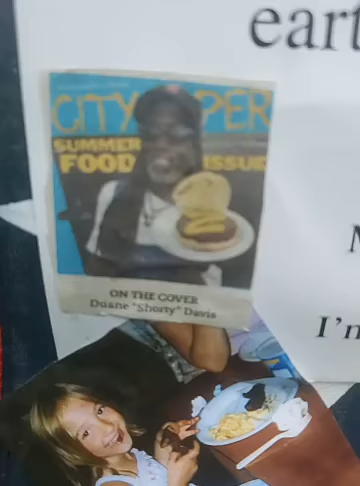 eart
CITY PAPER
SUMMER
FOOD ISSUE
ON THE COVER
Duane "Shorty" Davis
I'm